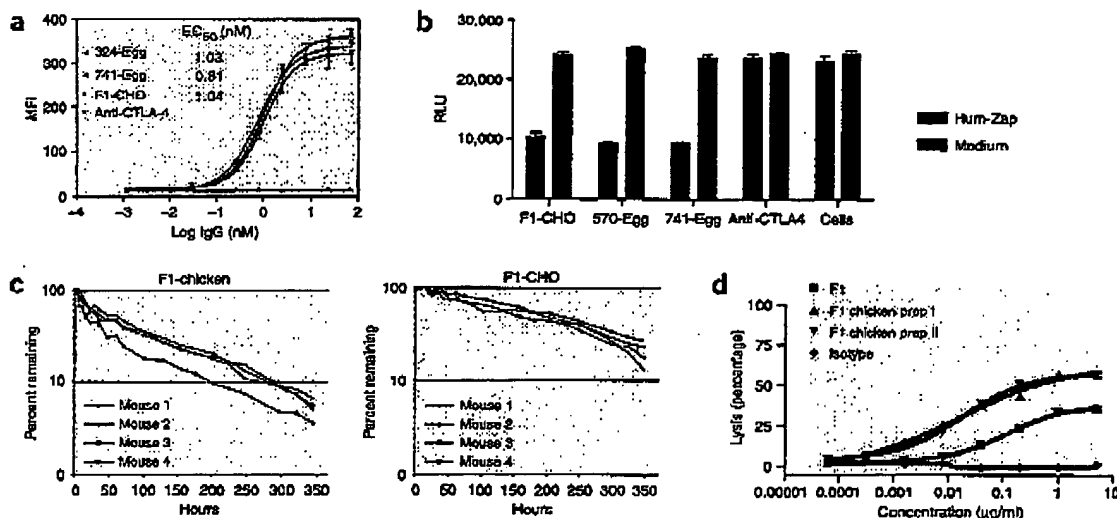 a
400
300
200
100
0
MFI
EC50 (nM)
324-Egg 1.03
741-Egg 0.81
F1-CHO 1.04
Anti-CTLA-4
-4 -3 -2 -1 0 1 2
Log IgG (nM)
b
30,000
20,000
10,000
0
RLU
F1-CHO 570-Egg 741-Egg Anti-CTLA4 Cells
Hum-Zap
Medium
c
F1-chicken
100
10
0
Percent remaining
Mouse 1
Mouse 2
Mouse 3
Mouse 4
0 50 100 150 200 250 300 350
Hours
F1-CHO
100
10
0
Percent remaining
Mouse 1
Mouse 2
Mouse 3
Mouse 4
0 50 100 150 200 250 300 350
Hours
d
100
75
50
25
0
Lysis (percentage)
F1
F1 chicken prep I
F1 chicken prep II
Isotype
0.00001 0.0001 0.001 0.01 0.1 1 10
Concentration (µg/ml)